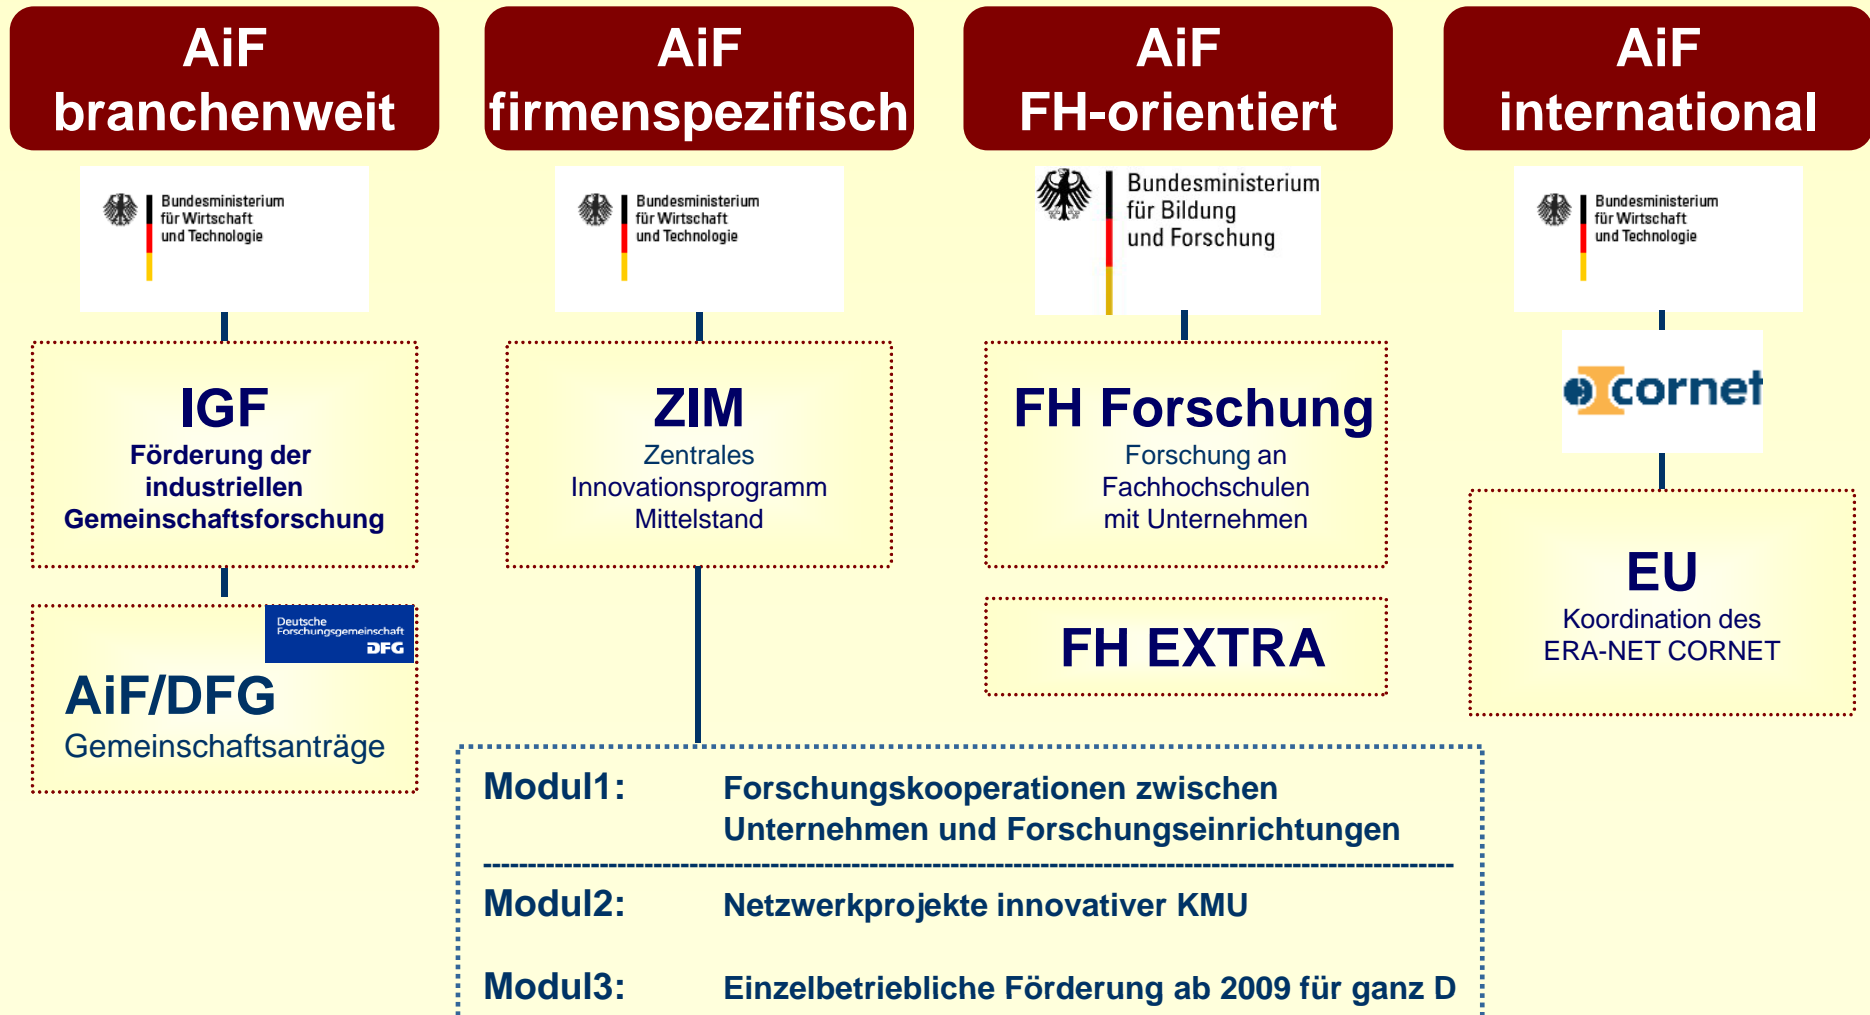 AiF
branchenweit
Bundesministerium
für Wirtschaft
und Technologie
IGF
Förderung der
industriellen
Gemeinschaftsforschung
Deutsche
Forschungsgemeinschaft
DFG
AiF/DFG
Gemeinschaftsanträge
AiF
firmenspezifisch
Bundesministerium
für Wirtschaft
und Technologie
ZIM
Zentrales
Innovationsprogramm
Mittelstand
AiF
FH-orientiert
Bundesministerium
für Bildung
und Forschung
FH Forschung
Forschung an
Fachhochschulen
mit Unternehmen
FH EXTRA
AiF
international
Bundesministerium
für Wirtschaft
und Technologie
cornet
EU
Koordination des
ERA-NET CORNET
Modul1: Forschungskooperationen zwischen
Unternehmen und Forschungseinrichtungen
Modul2: Netzwerkprojekte innovativer KMU
Modul3: Einzelbetriebliche Förderung ab 2009 für ganz D